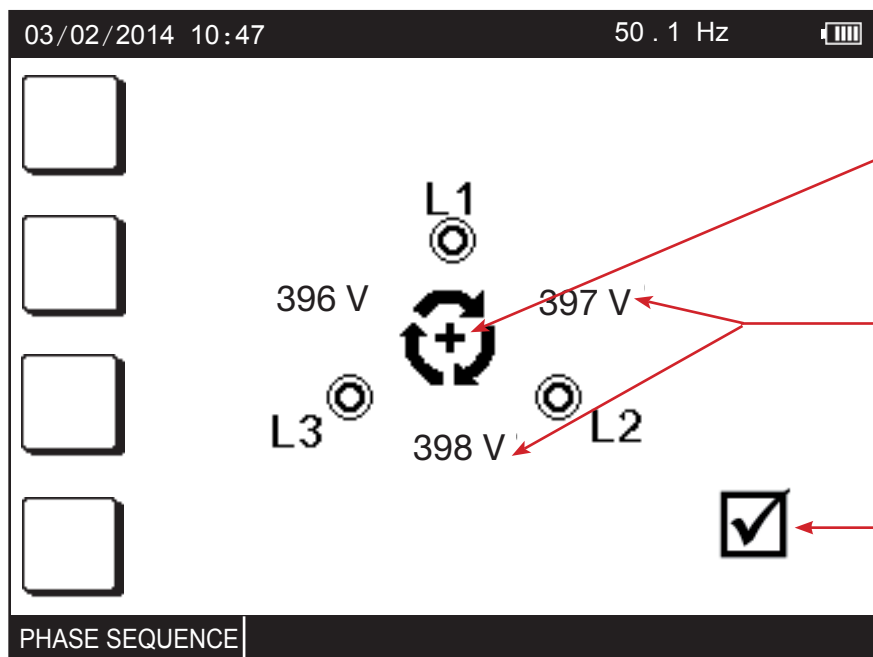 03/02/2014 10:47 50 . 1 Hz
L1
396 V 397 V
+
L3 L2
398 V
PHASE SEQUENCE